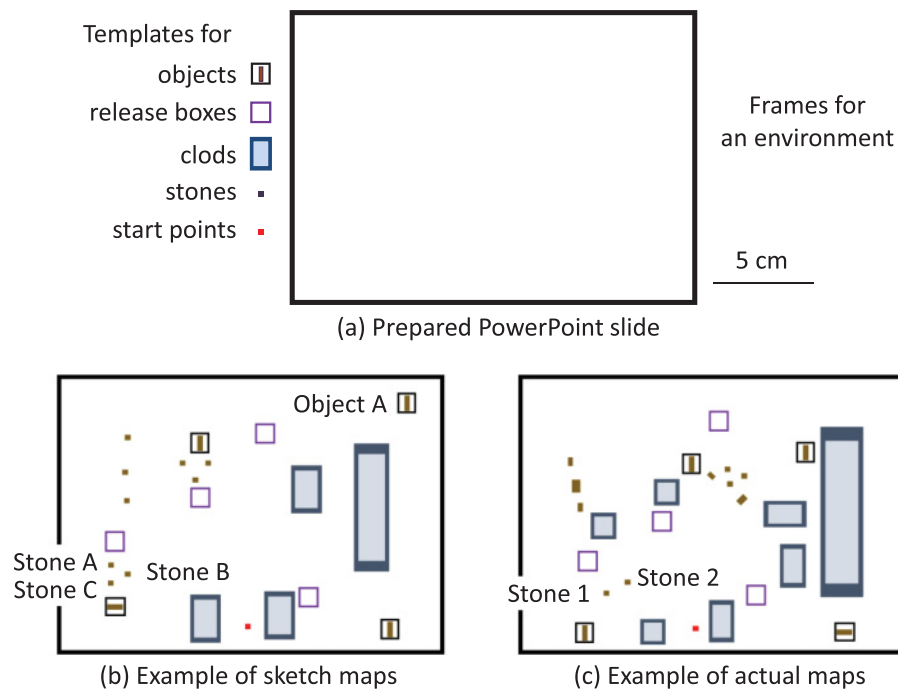 Templates for
objects
release boxes
clods
stones
start points
Frames for
an environment
5 cm
(a) Prepared PowerPoint slide
Object A
Stone A
Stone B
Stone C
(b) Example of sketch maps
Stone 1
Stone 2
(c) Example of actual maps